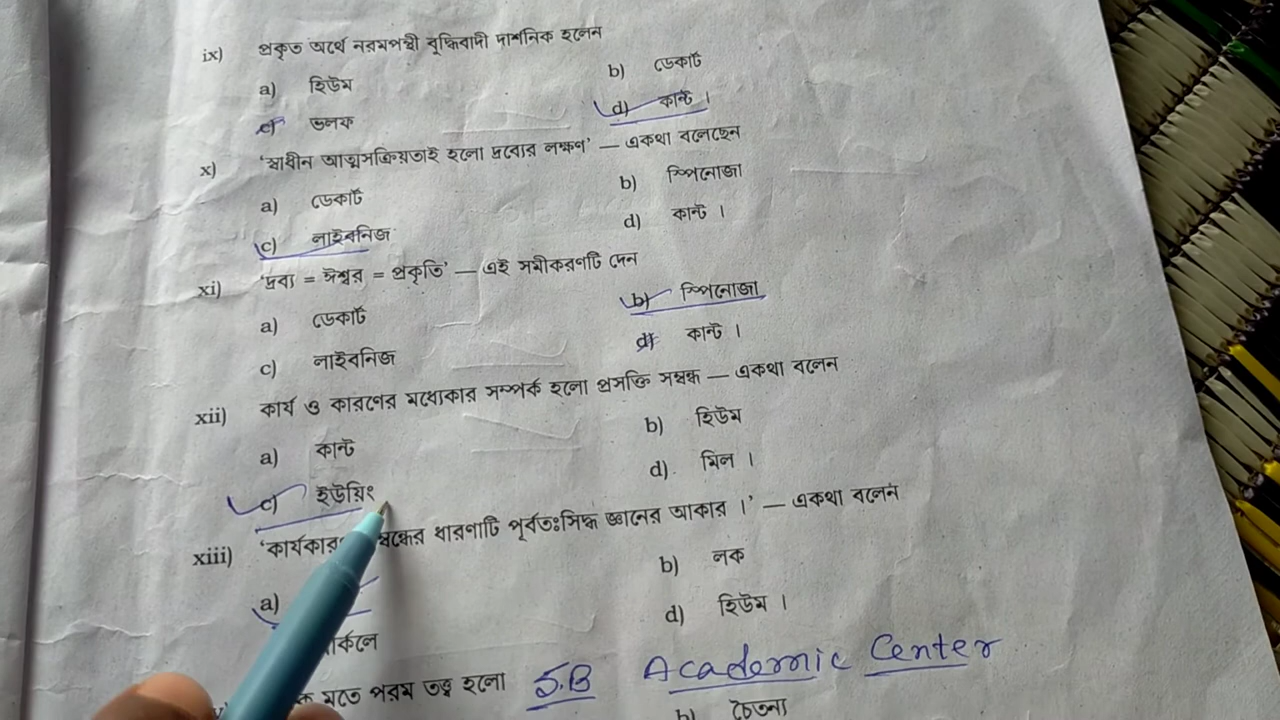 ix) প্রকৃত অর্থে নরমপন্থী বুদ্ধিবাদী দার্শনিক হলেন
a) হিউম b) ডেকার্ট
c) ভলফ d) কান্ট ।
x) 'স্বাধীন আত্মসক্রিয়তাই হলো দ্রব্যের লক্ষণ' — একথা বলেছেন
a) ডেকার্ট b) স্পিনোজা
c) লাইবনিজ d) কান্ট ।
xi) 'দ্রব্য = ঈশ্বর = প্রকৃতি' — এই সমীকরণটি দেন
a) ডেকার্ট b) স্পিনোজা
c) লাইবনিজ d) কান্ট ।
xii) কার্য ও কারণের মধ্যেকার সম্পর্ক হলো প্রসক্তি সম্বন্ধ — একথা বলেন
a) কান্ট b) হিউম
c) ইউয়িং d) মিল ।
xiii) 'কার্যকার ধারণাটি পূর্বতঃসিদ্ধ জ্ঞানের আকার ।' — একথা বলেন
a) b) লক
d) হিউম ।
মতে পরম তত্ত্ব হলো S.B Academic Center
b) চৈতন্য